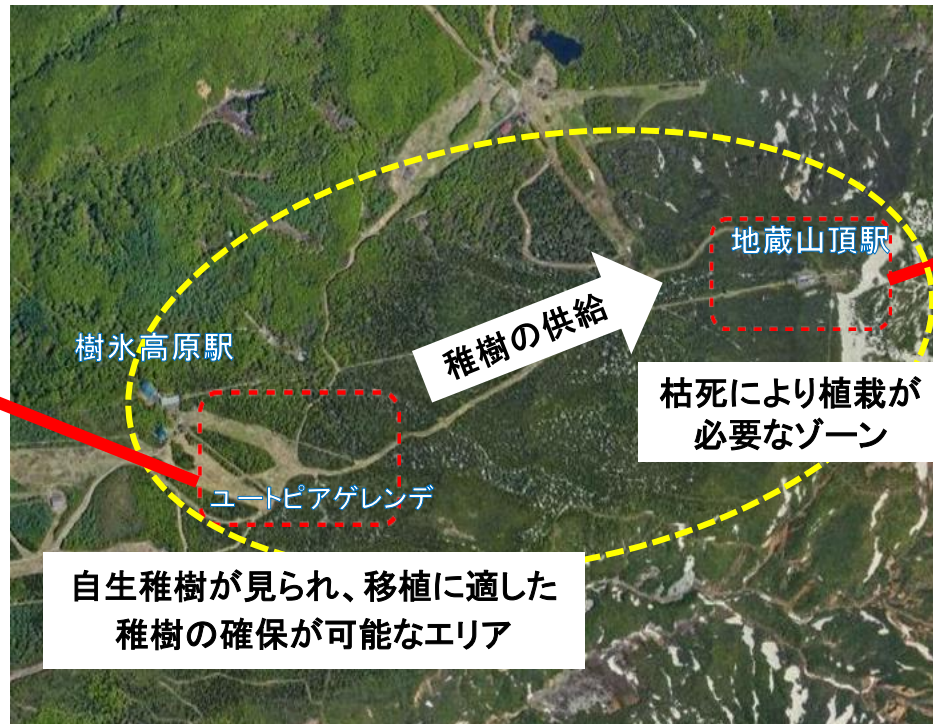 地蔵山頂駅
稚樹の供給
樹氷高原駅
枯死により植栽が
必要なゾーン
ユートピアゲレンデ
自生稚樹が見られ、移植に適した
稚樹の確保が可能なエリア